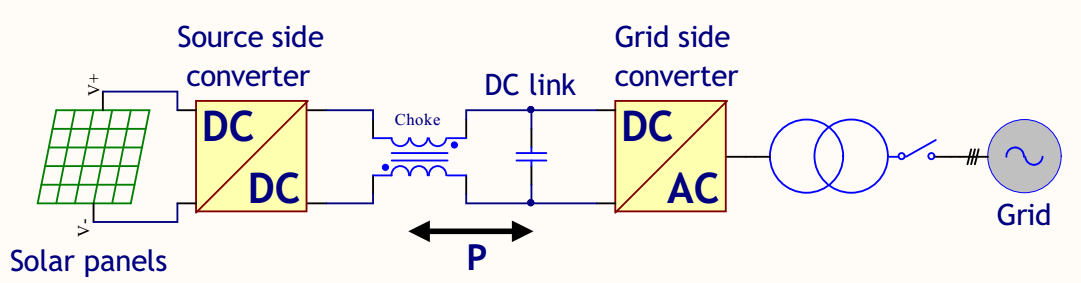 Source side
converter
Grid side
converter
DC link
V+
Choke
DC
DC
DC
AC
V-
P
Grid
Solar panels